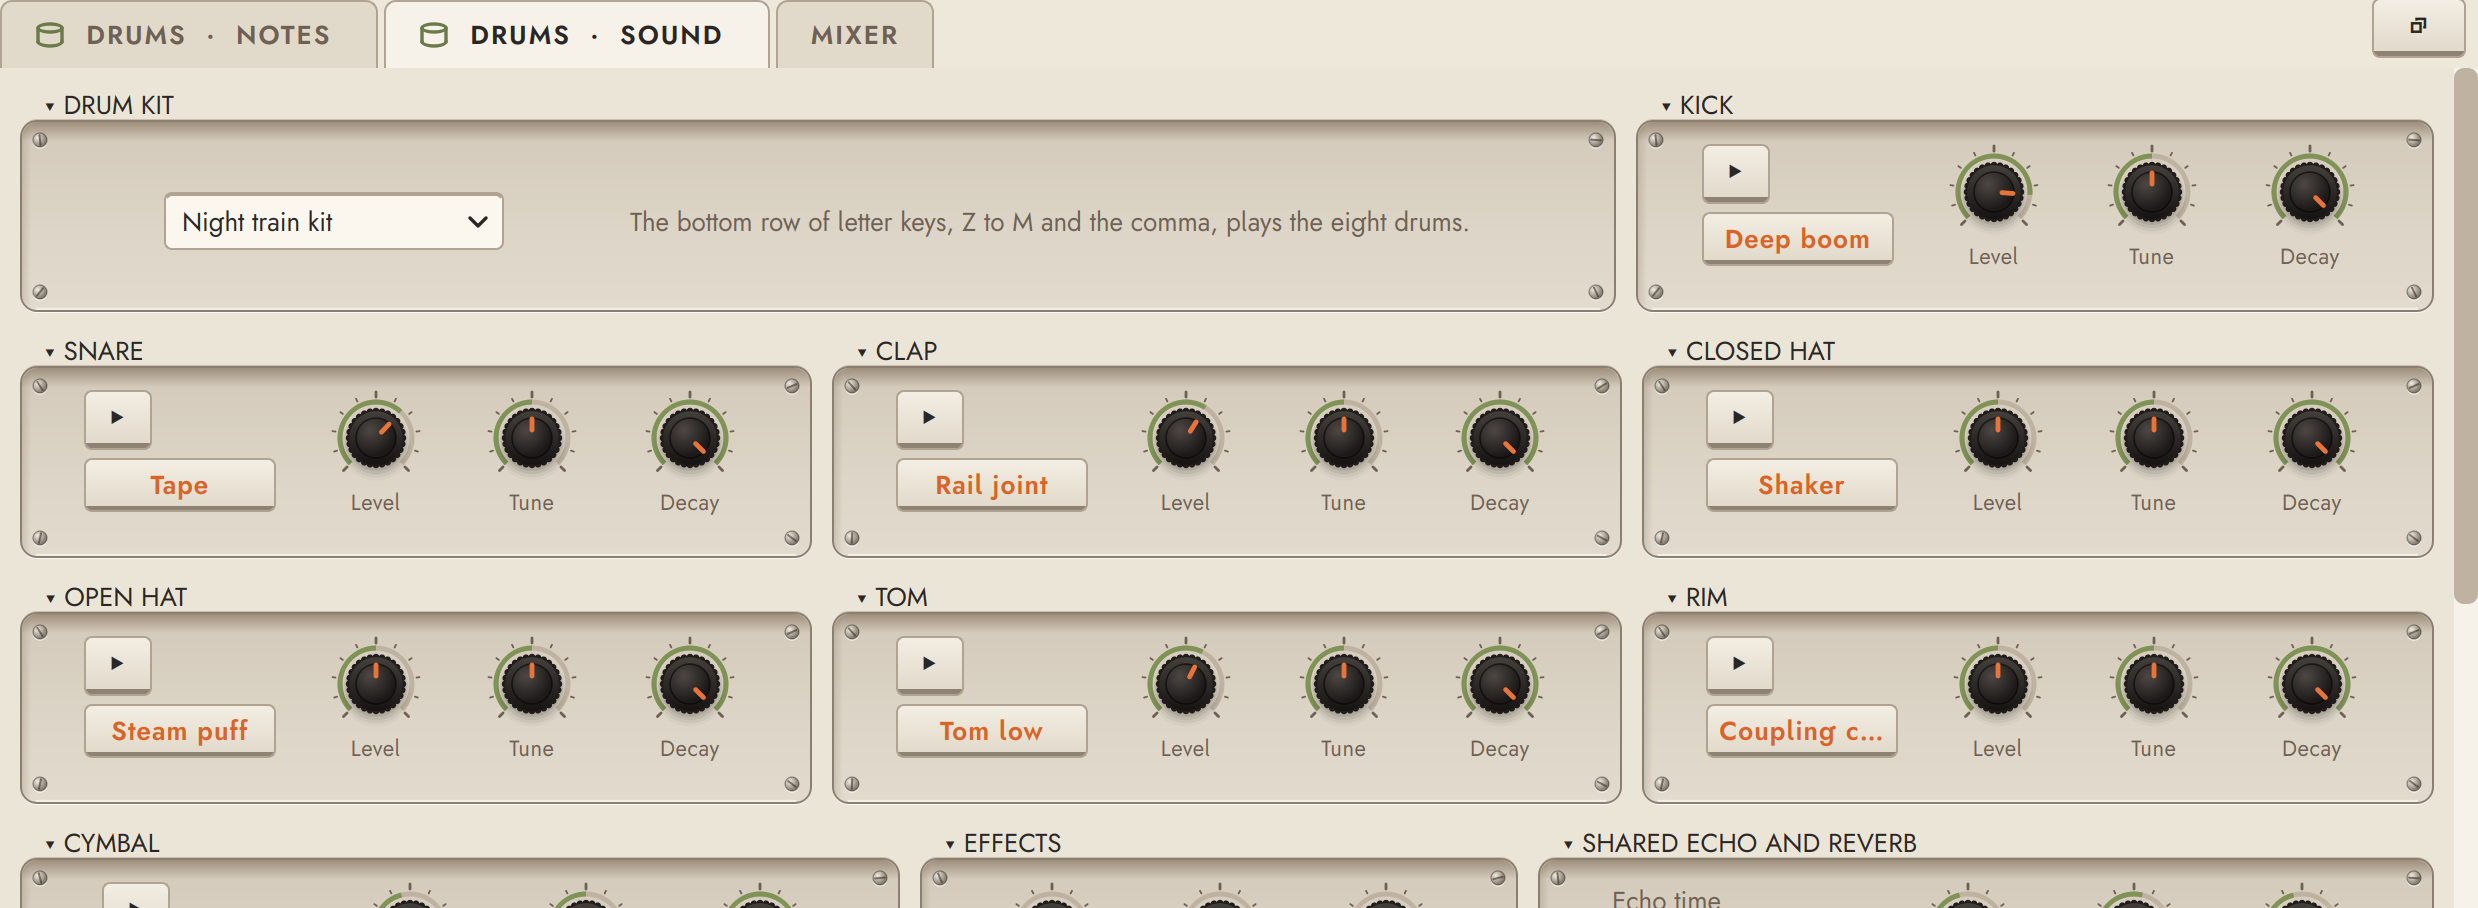 DRUMS · NOTES
DRUMS · SOUND
MIXER
DRUM KIT
Night train kit
The bottom row of letter keys, Z to M and the comma, plays the eight drums.
KICK
Deep boom
Level
Tune
Decay
SNARE
Tape
Level
Tune
Decay
CLAP
Rail joint
Level
Tune
Decay
CLOSED HAT
Shaker
Level
Tune
Decay
OPEN HAT
Steam puff
Level
Tune
Decay
TOM
Tom low
Level
Tune
Decay
RIM
Coupling c...
Level
Tune
Decay
CYMBAL
EFFECTS
SHARED ECHO AND REVERB
Echo time